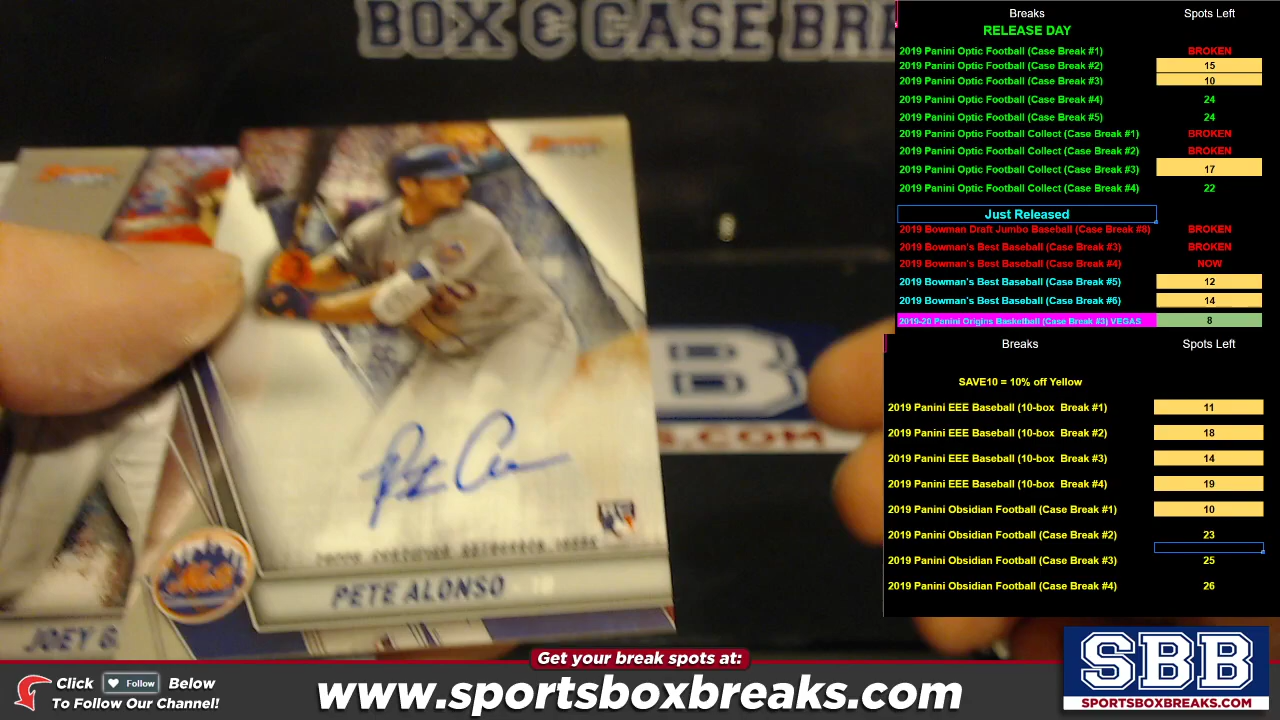 BOX & CASE BRE
PETE ALONSO
JOEY G
B
.COM
Breaks Spots Left
RELEASE DAY
2019 Panini Optic Football (Case Break #1) BROKEN
2019 Panini Optic Football (Case Break #2) 15
2019 Panini Optic Football (Case Break #3) 10
2019 Panini Optic Football (Case Break #4) 24
2019 Panini Optic Football (Case Break #5) 24
2019 Panini Optic Football Collect (Case Break #1) BROKEN
2019 Panini Optic Football Collect (Case Break #2) BROKEN
2019 Panini Optic Football Collect (Case Break #3) 17
2019 Panini Optic Football Collect (Case Break #4) 22
Just Released
2019 Bowman Draft Jumbo Baseball (Case Break #8) BROKEN
2019 Bowman's Best Baseball (Case Break #3) BROKEN
2019 Bowman's Best Baseball (Case Break #4) NOW
2019 Bowman's Best Baseball (Case Break #5) 12
2019 Bowman's Best Baseball (Case Break #6) 14
2019-20 Panini Origins Basketball (Case Break #3) VEGAS 8
Breaks Spots Left
SAVE10 = 10% off Yellow
2019 Panini EEE Baseball (10-box Break #1) 11
2019 Panini EEE Baseball (10-box Break #2) 18
2019 Panini EEE Baseball (10-box Break #3) 14
2019 Panini EEE Baseball (10-box Break #4) 19
2019 Panini Obsidian Football (Case Break #1) 10
2019 Panini Obsidian Football (Case Break #2) 23
2019 Panini Obsidian Football (Case Break #3) 25
2019 Panini Obsidian Football (Case Break #4) 26
Get your break spots at:
Click Follow Below
To Follow Our Channel!
www.sportsboxbreaks.com
SBB
SPORTSBOXBREAKS.COM